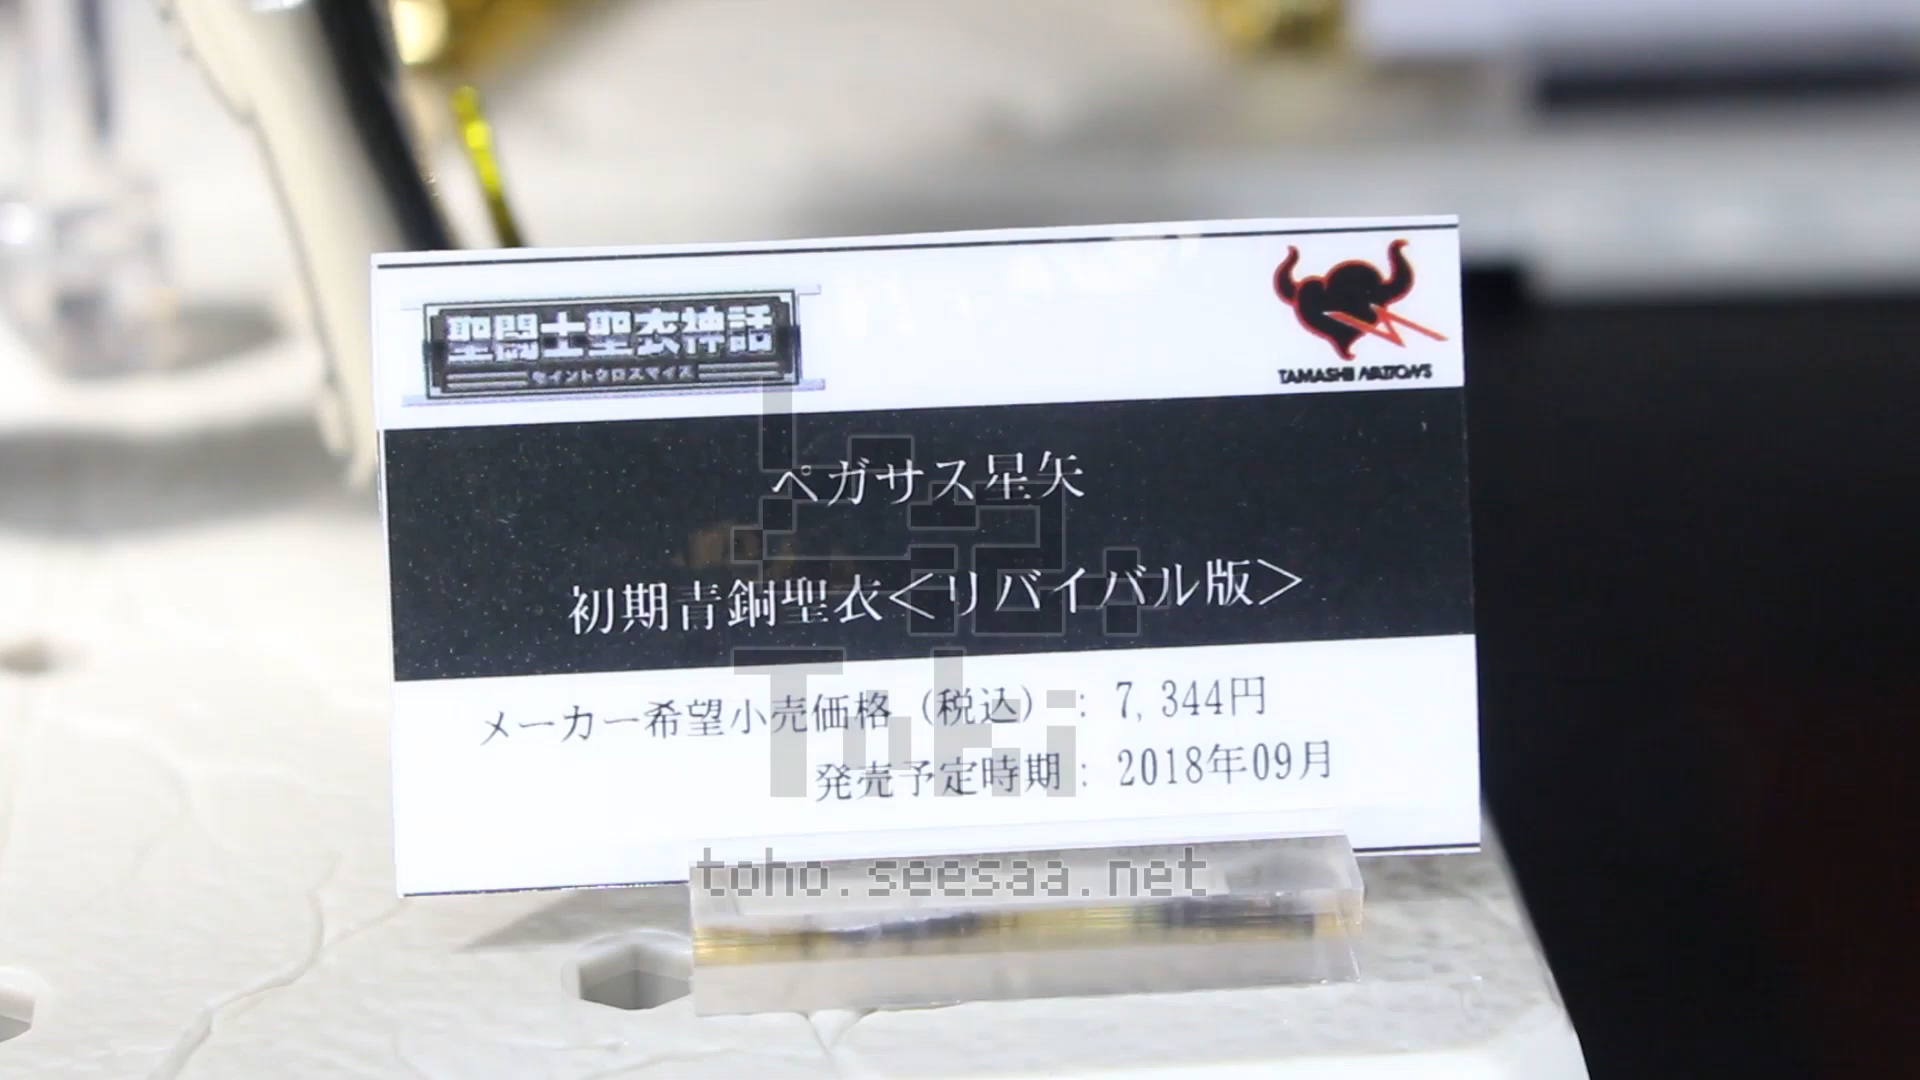 聖闘士聖衣神話
セイントクロスマイス
TAMASHII NATIONS
ペガサス星矢
初期青銅聖衣＜リバイバル版＞
メーカー希望小売価格（税込）: 7,344円
発売予定時期: 2018年09月
Toki
toho.seesaa.net